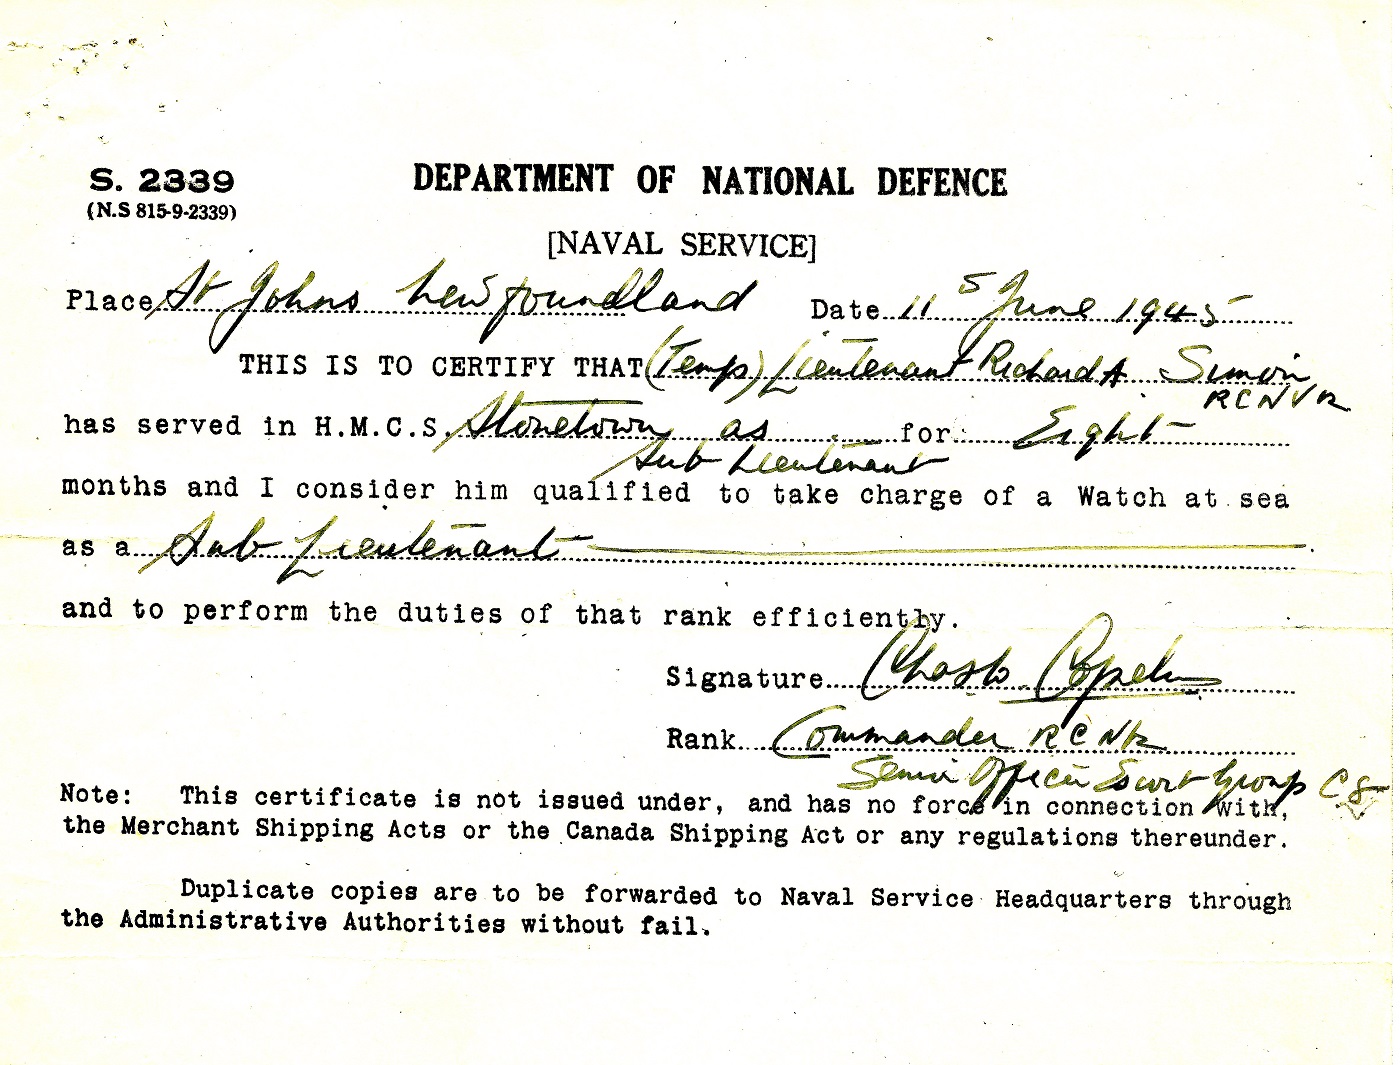 S. 2339
(N.S 815-9-2339)
DEPARTMENT OF NATIONAL DEFENCE
[NAVAL SERVICE]
Place St Johns Newfoundland Date 11 June 1945
THIS IS TO CERTIFY THAT (Temp) Lieutenant Richard A Simon
RCNVR
has served in H.M.C.S. Stonetown as for Eight
Sub Lieutenant
months and I consider him qualified to take charge of a Watch at sea
as a Sub Lieutenant
and to perform the duties of that rank efficiently.
Signature
Rank Commander RCNR
Senior Officer Escort Group C8
Note: This certificate is not issued under, and has no force in connection with,
the Merchant Shipping Acts or the Canada Shipping Act or any regulations thereunder.
Duplicate copies are to be forwarded to Naval Service Headquarters through
the Administrative Authorities without fail.